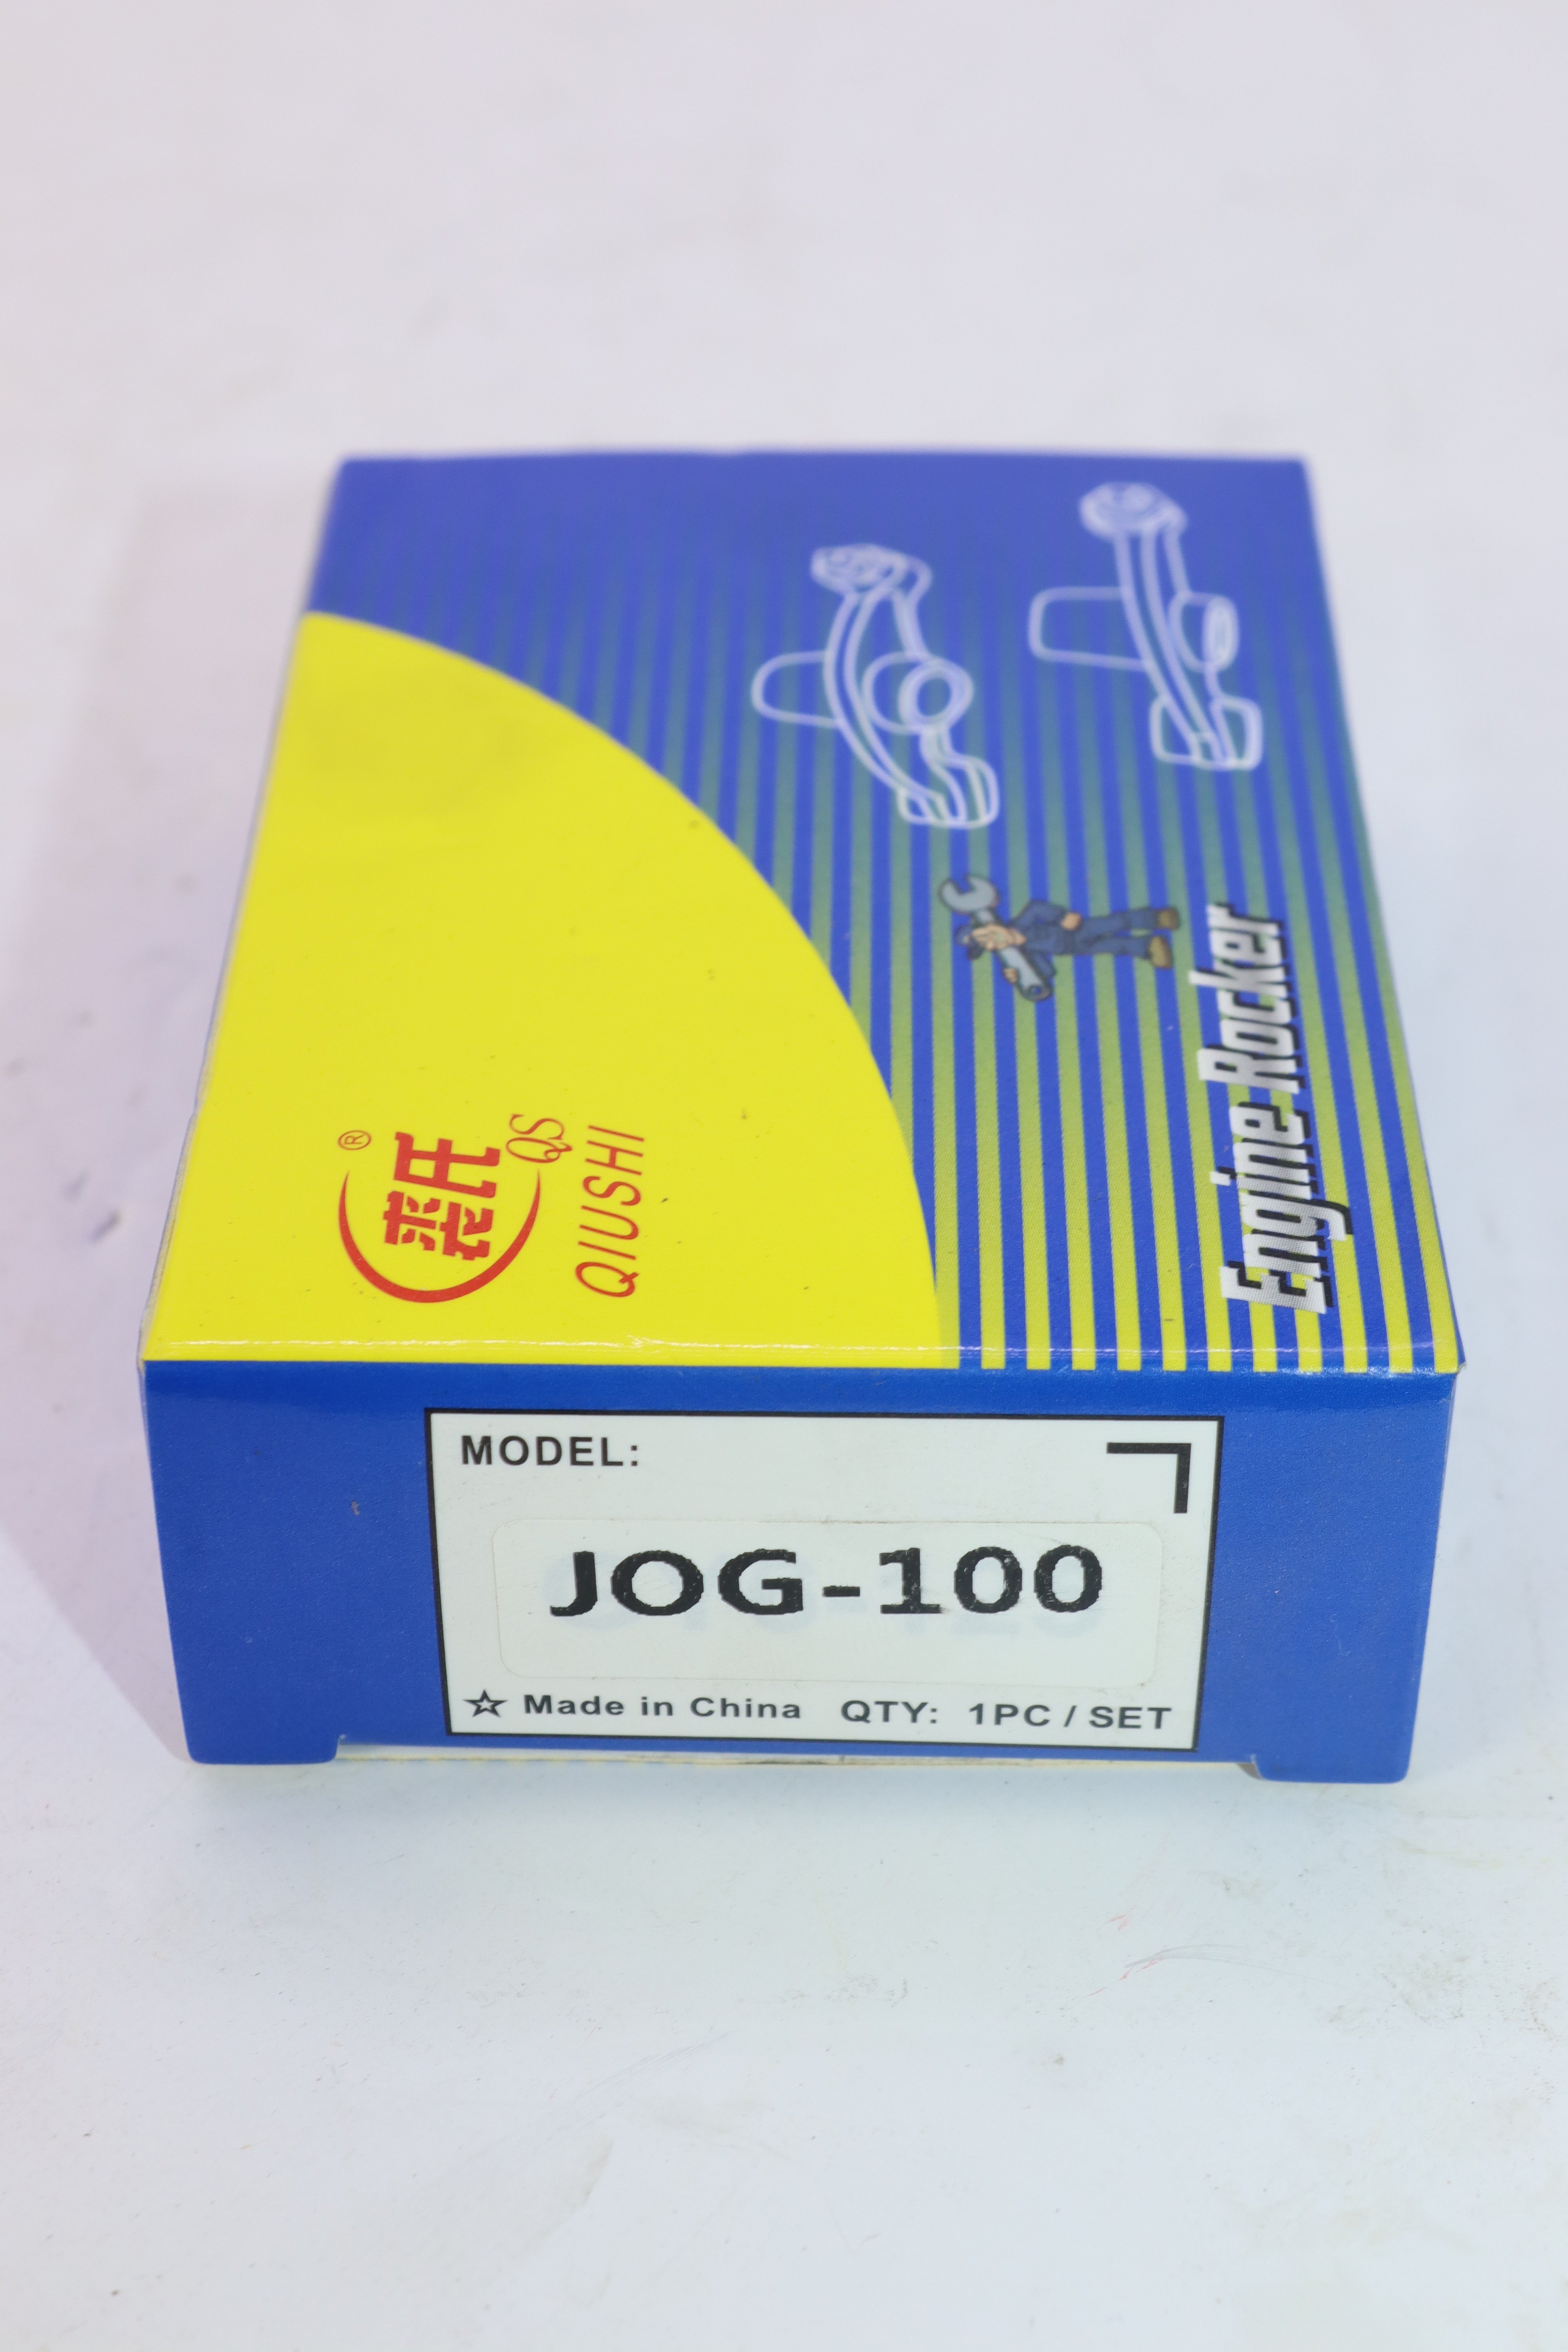 裘氏
®
QS
QIUSHI
Engine Rocker
MODEL:
JOG-100
☆ Made in China QTY: 1PC / SET